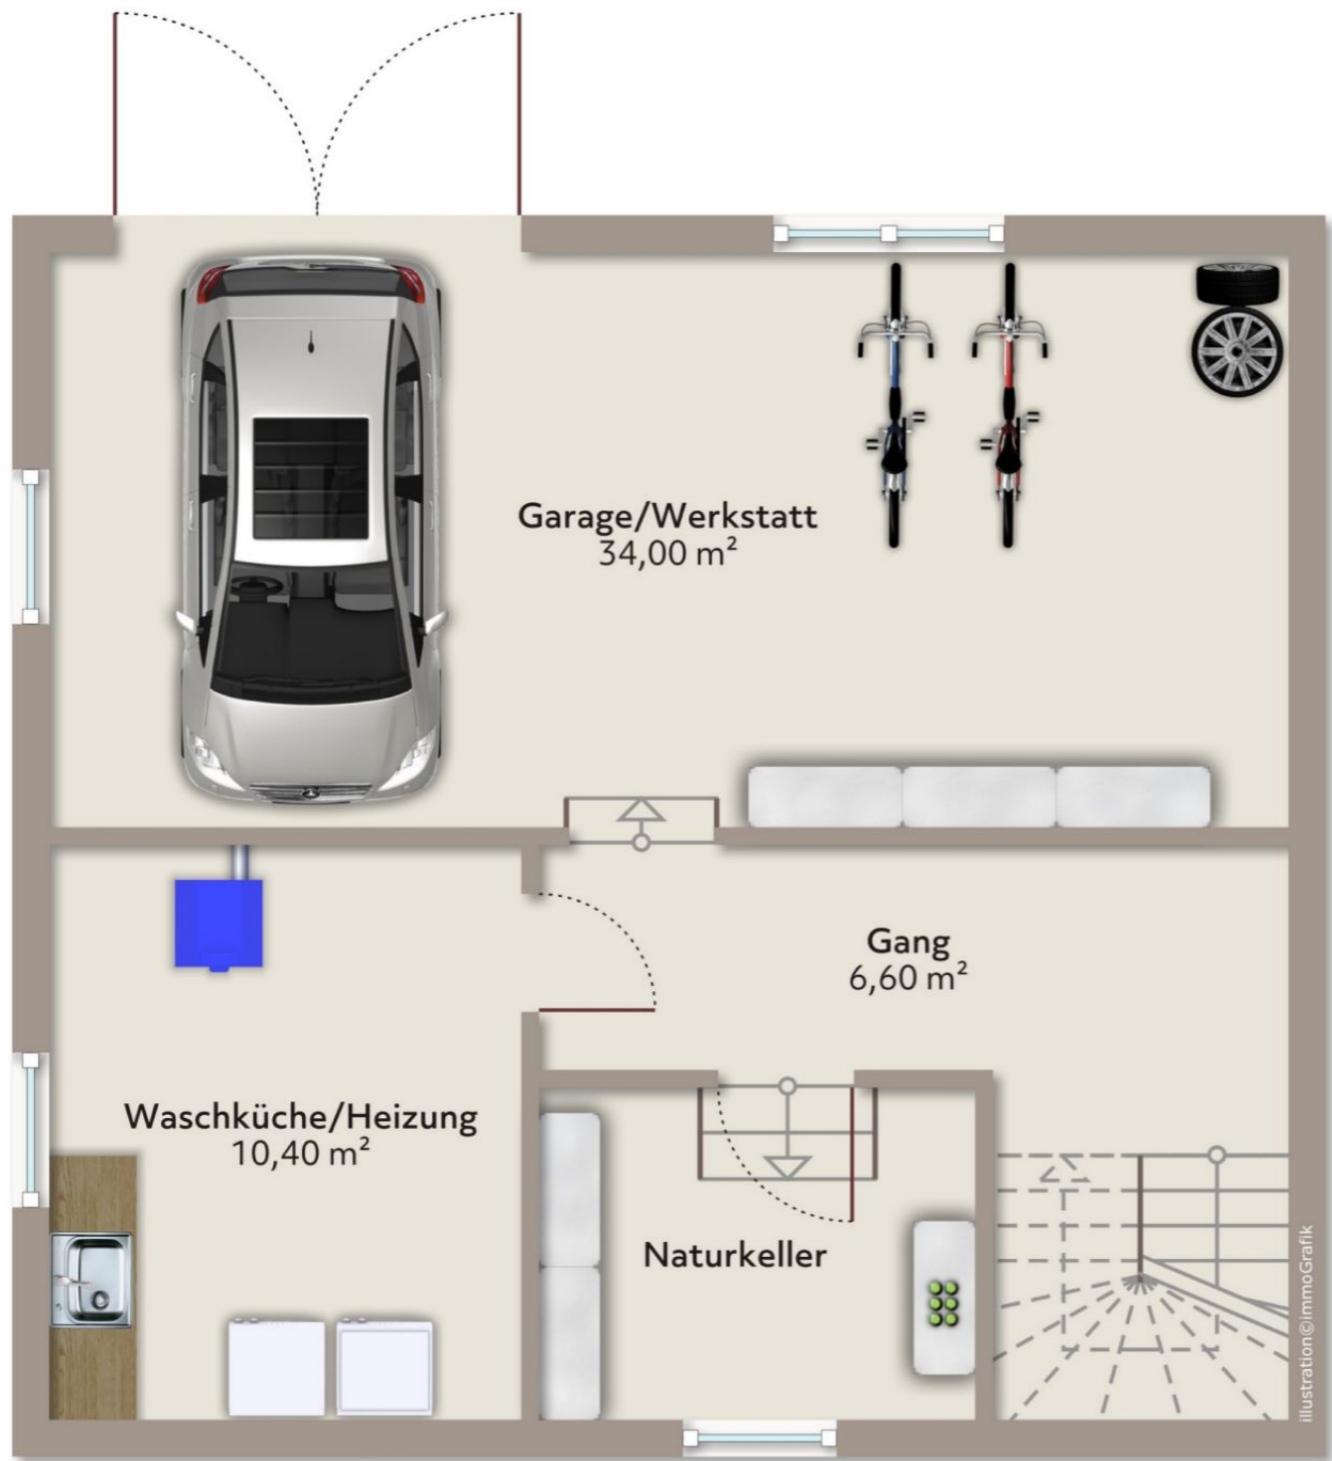 Garage/Werkstatt
34,00 m²
Gang
6,60 m²
Waschküche/Heizung
10,40 m²
Naturkeller
illustration©immoGrafik